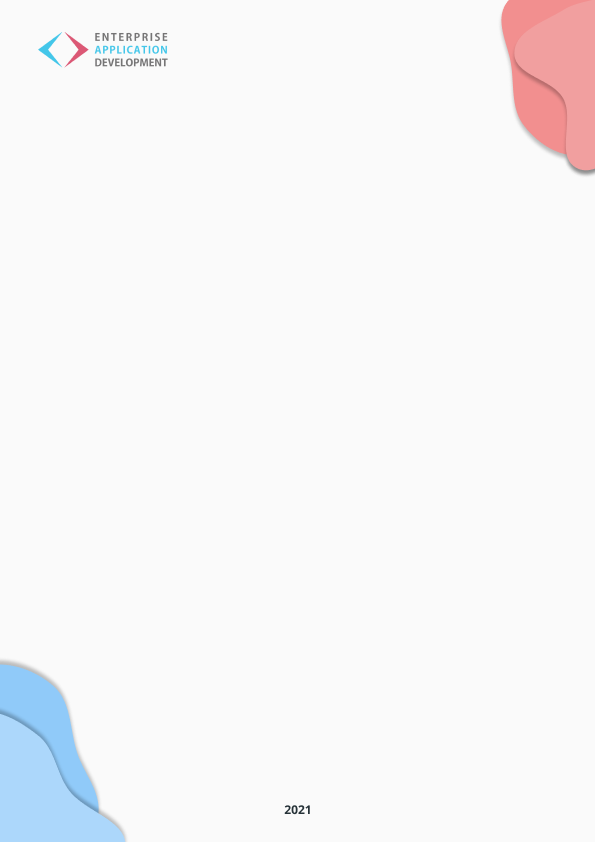 ENTERPRISE
APPLICATION
DEVELOPMENT
2021